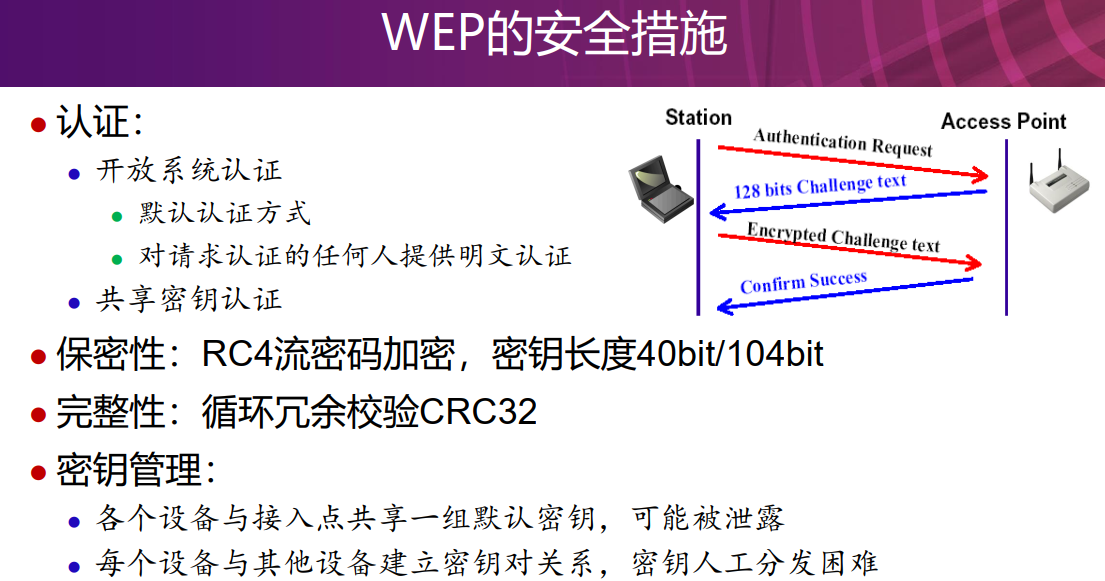 WEP的安全措施
认证：
开放系统认证
默认认证方式
对请求认证的任何人提供明文认证
共享密钥认证
Station
Access Point
Authentication Request
128 bits Challenge text
Encrypted Challenge text
Confirm Success
保密性：RC4流密码加密，密钥长度40bit/104bit
完整性：循环冗余校验CRC32
密钥管理：
各个设备与接入点共享一组默认密钥，可能被泄露
每个设备与其他设备建立密钥对关系，密钥人工分发困难